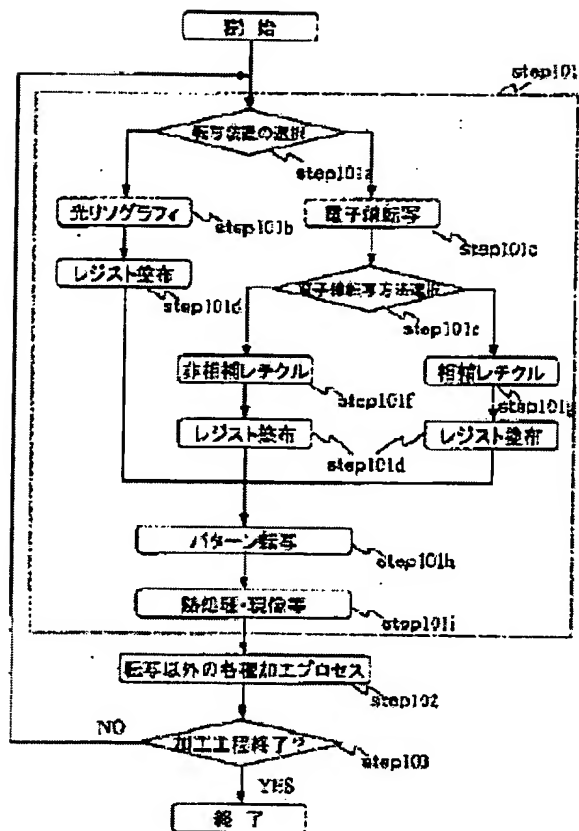 開始
step101
転写装置の選択
step101a
光リソグラフィ
step101b
電子線転写
step101c
レジスト塗布
step101d
電子線転写方法選択
step101e
非相補レチクル
step101f
相補レチクル
step101g
レジスト塗布
step101d
レジスト塗布
パターン転写
step101h
熱処理・現像等
step101i
転写以外の各種加工プロセス
step102
NO
加工工程終了?
step103
YES
終了